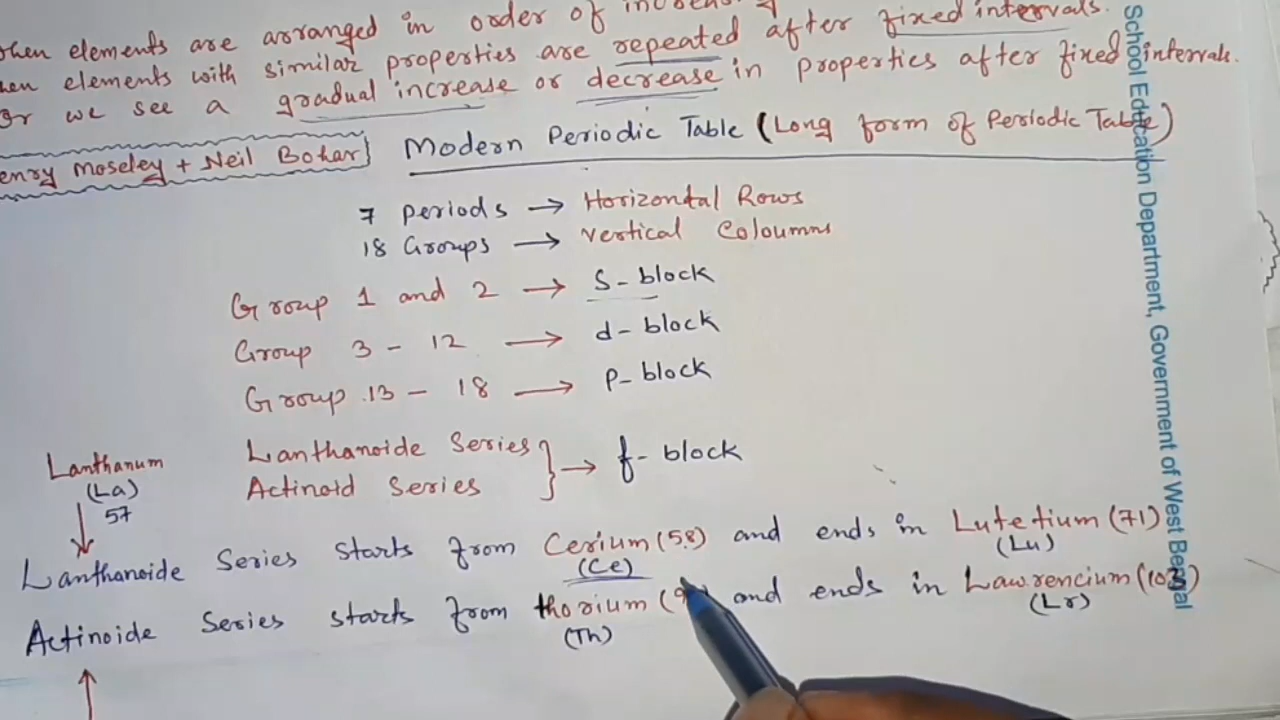 when elements are arranged in order of
elements with similar properties are repeated after fixed intervals.
or we see a gradual increase or decrease in properties after fixed intervals.
enry Moseley + Neil Bohar} Modern Periodic Table (Long form of Periodic Table)
7 Periods → Horizontal Rows
18 Groups → Vertical Coloumns
Group 1 and 2 → S-block
Group 3 - 12 → d-block
Group 13 - 18 → P-block
Lanthanum
(La)
57
Lanthanoide Series
Actinoid Series } → f-block
Lanthanoide Series Starts from Cerium (58) and ends in Lutetium (71)
(Ce) (Lu)
Actinoide Series starts from thorium (9 ) and ends in Lawrencium (103)
(Th) (Lr)
School Education Department, Government of West Bengal